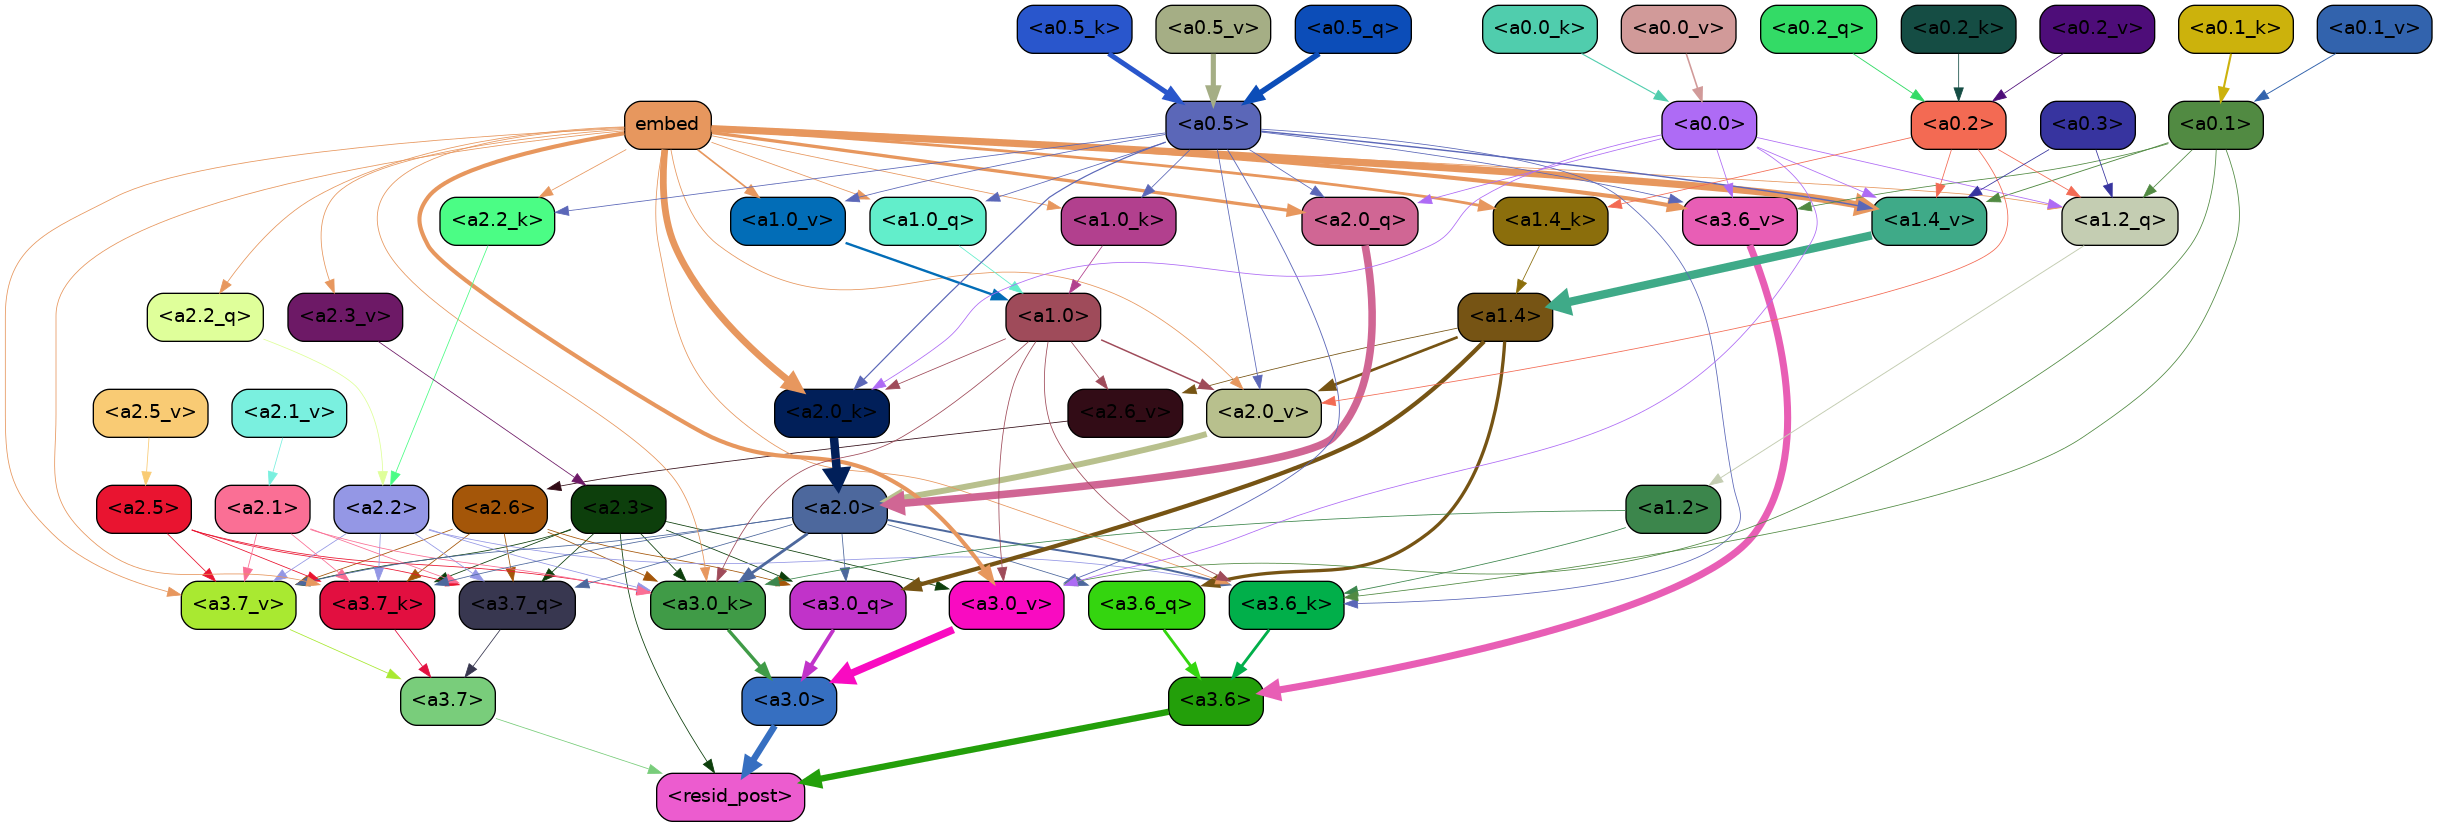 <a0.5_k> <a0.5_v> <a0.5_q> <a0.0_k> <a0.0_v> <a0.2_q> <a0.2_k> <a0.2_v> <a0.1_k> <a0.1_v>
embed <a0.5> <a0.0> <a0.2> <a0.3> <a0.1>
<a2.2_k> <a1.0_v> <a1.0_q> <a1.0_k> <a2.0_q> <a1.4_k> <a3.6_v> <a1.4_v> <a1.2_q>
<a2.2_q> <a2.3_v> <a1.0> <a1.4>
<a2.5_v> <a2.1_v> <a2.0_k> <a2.6_v> <a2.0_v>
<a2.5> <a2.1> <a2.2> <a2.6> <a2.3> <a2.0> <a1.2>
<a3.7_v> <a3.7_k> <a3.7_q> <a3.0_k> <a3.0_q> <a3.0_v> <a3.6_q> <a3.6_k>
<a3.7> <a3.0> <a3.6>
<resid_post>